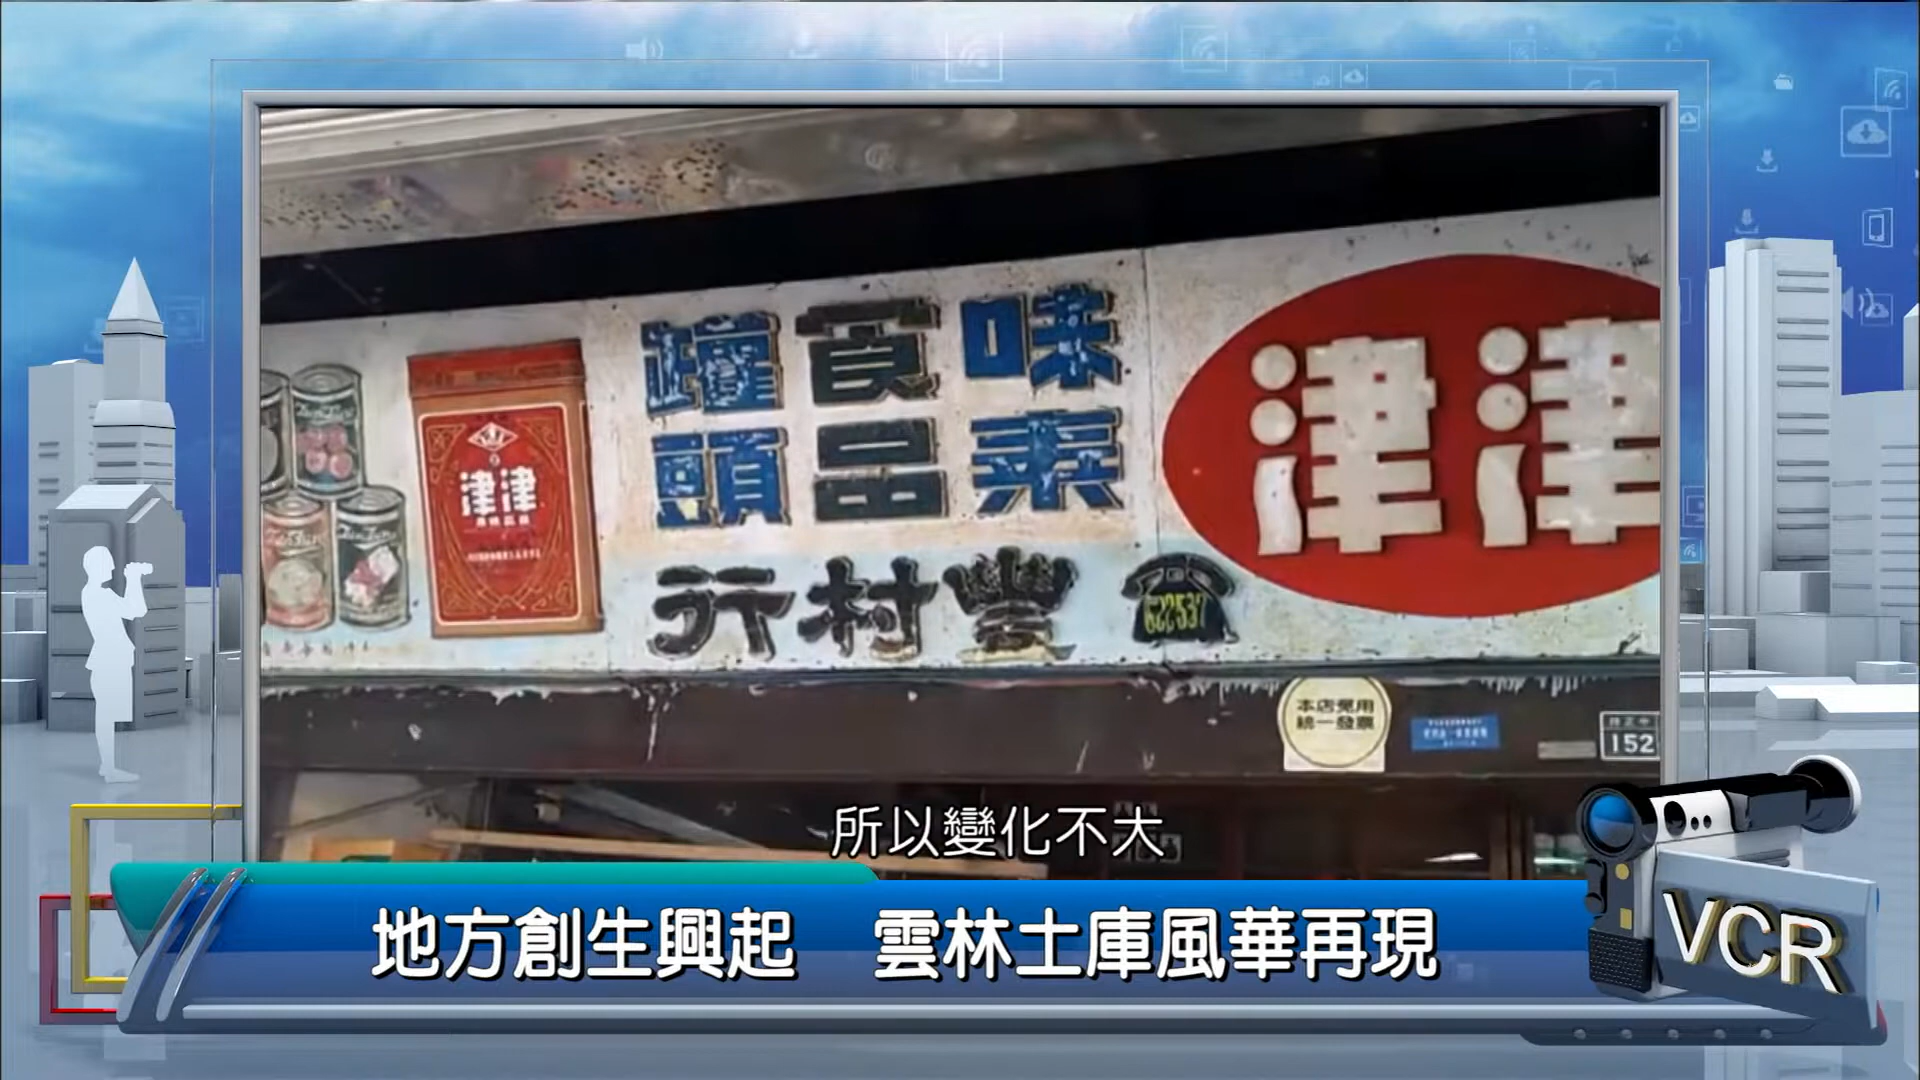 津津
味素
食品
罐頭
豐村行
622537
津津
本店免用
統一發票
152
所以變化不大
地方創生興起 雲林土庫風華再現
VCR